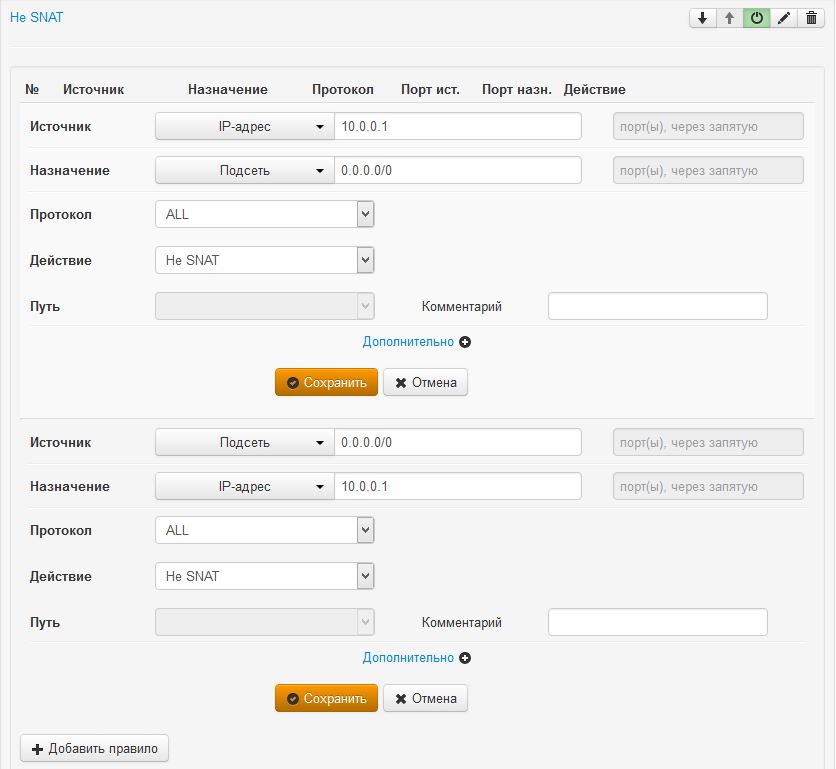 Не SNAT
№ Источник Назначение Протокол Порт ист. Порт назн. Действие
Источник IP-адрес 10.0.0.1 порт(ы), через запятую
Назначение Подсеть 0.0.0.0/0 порт(ы), через запятую
Протокол ALL
Действие Не SNAT
Путь Комментарий
Дополнительно
Сохранить Отмена
Источник Подсеть 0.0.0.0/0 порт(ы), через запятую
Назначение IP-адрес 10.0.0.1 порт(ы), через запятую
Протокол ALL
Действие Не SNAT
Путь Комментарий
Дополнительно
Сохранить Отмена
Добавить правило